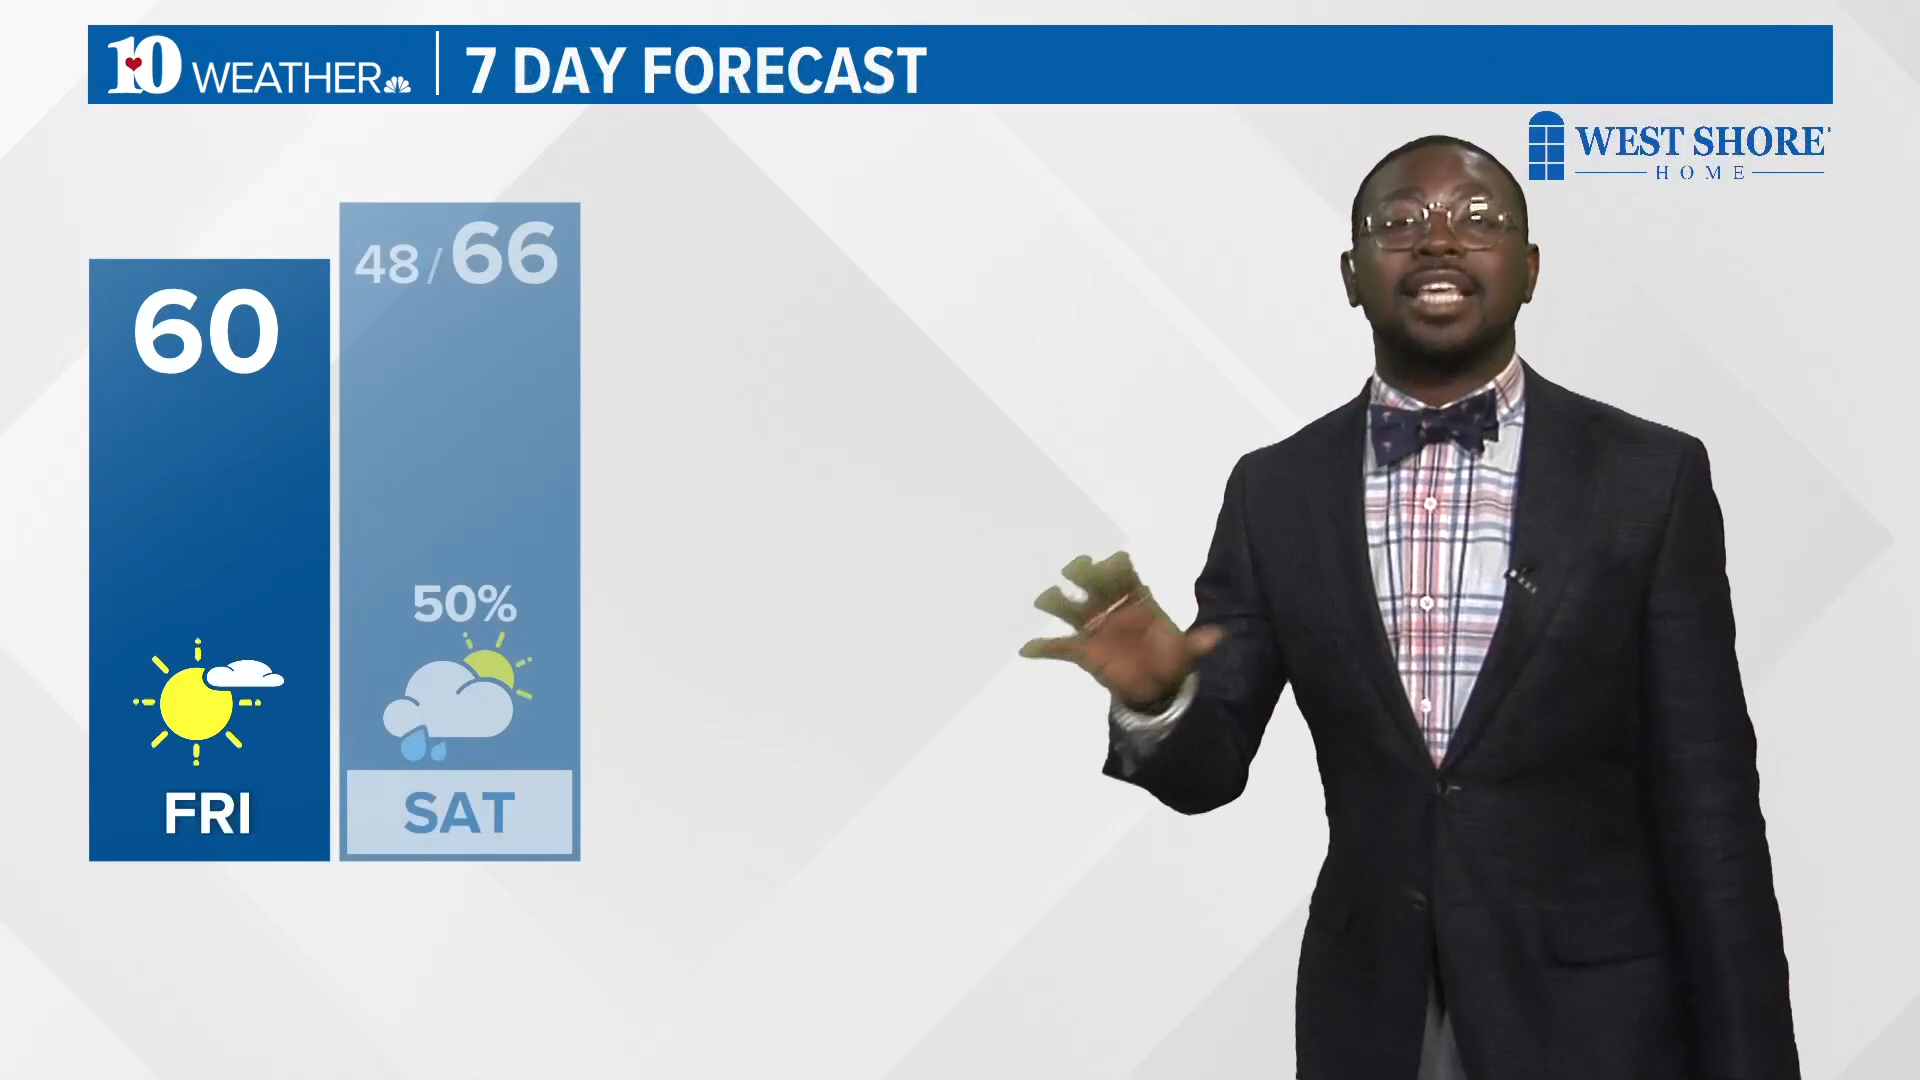 10 WEATHER 7 DAY FORECAST
WEST SHORE
HOME
60
FRI
48/66
50%
SAT